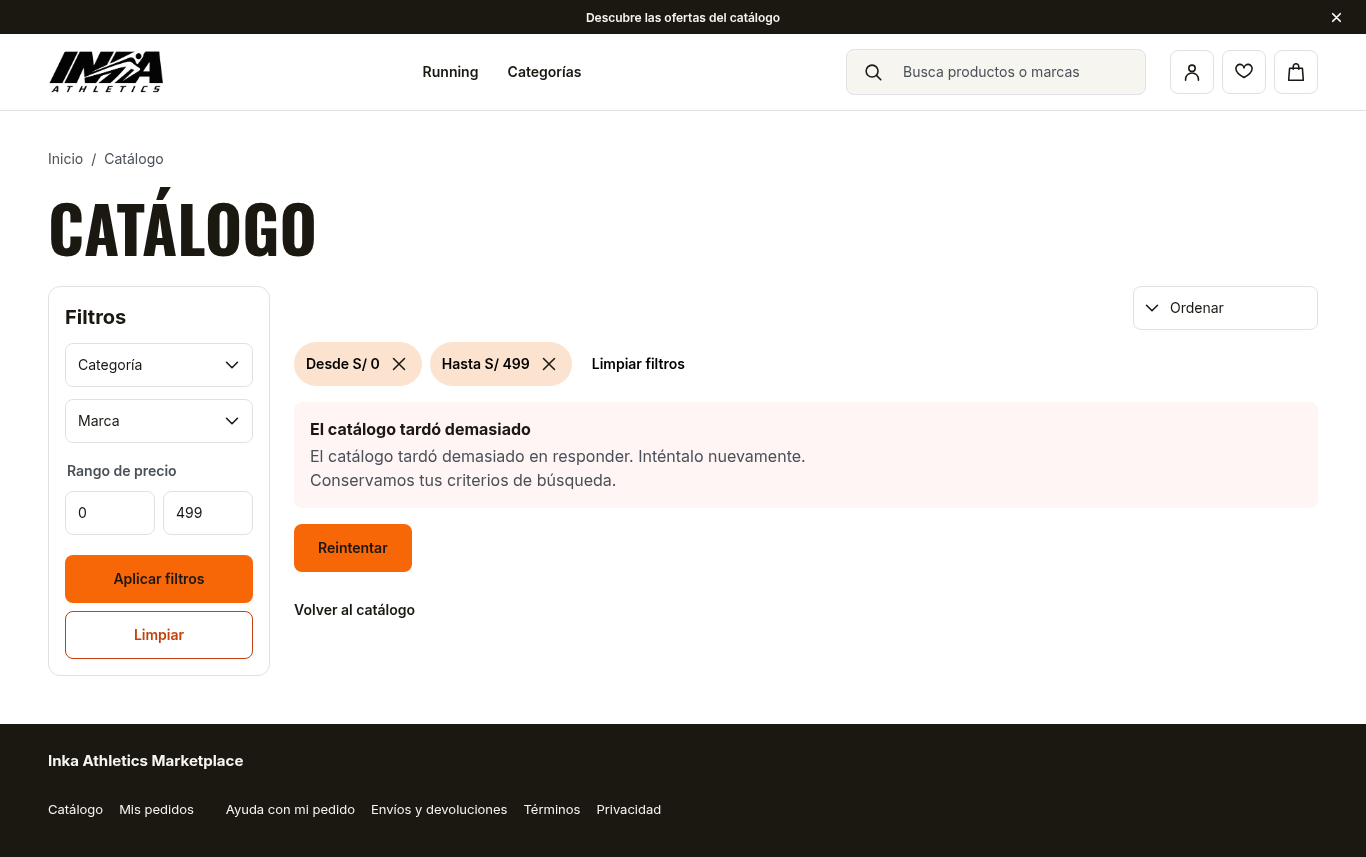 Descubre las ofertas del catálogo
INKA
ATHLETICS
Running
Categorías
Busca productos o marcas
Inicio / Catálogo
CATÁLOGO
Filtros
Categoría
Marca
Rango de precio
0
499
Aplicar filtros
Limpiar
Ordenar
Desde S/ 0
Hasta S/ 499
Limpiar filtros
El catálogo tardó demasiado
El catálogo tardó demasiado en responder. Inténtalo nuevamente.
Conservamos tus criterios de búsqueda.
Reintentar
Volver al catálogo
Inka Athletics Marketplace
Catálogo Mis pedidos Ayuda con mi pedido Envíos y devoluciones Términos Privacidad